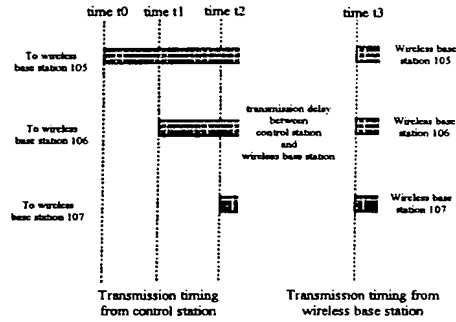 time t0 time t1 time t2 time t3
To wireless
base station 105
Wireless base
station 105
To wireless
base station 106
transmission delay
between
control station
and
wireless base station
Wireless base
station 106
To wireless
base station 107
Wireless base
station 107
Transmission timing
from control station
Transmission timing from
wireless base station